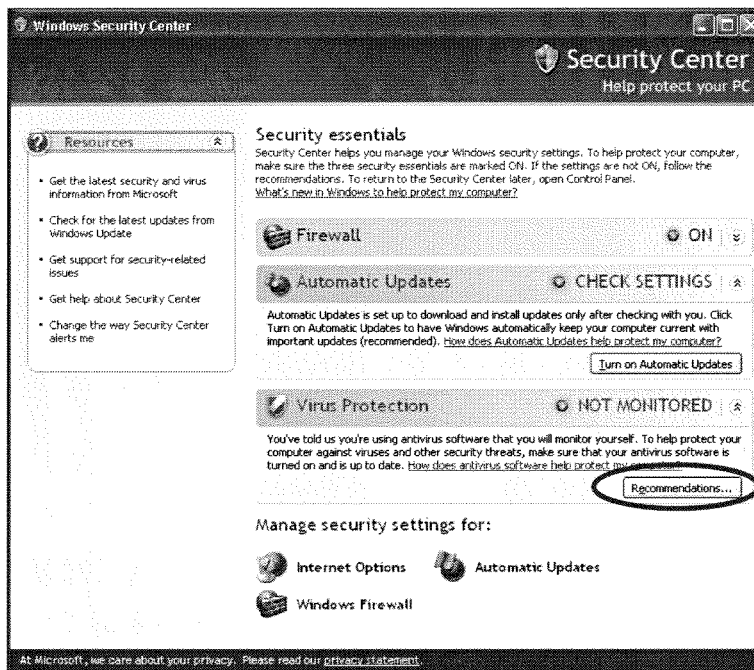 Windows Security Center
Security Center
Help protect your PC
Resources
• Get the latest security and virus
information from Microsoft
• Check for the latest updates from
Windows Update
• Get support for security-related
issues
• Get help about Security Center
• Change the way Security Center
alerts me
Security essentials
Security Center helps you manage your Windows security settings. To help protect your computer,
make sure the three security essentials are marked ON. If the settings are not ON, follow the
recommendations. To return to the Security Center later, open Control Panel.
What's new in Windows to help protect my computer?
Firewall
ON
Automatic Updates
CHECK SETTINGS
Automatic Updates is set up to download and install updates only after checking with you. Click
Turn on Automatic Updates to have Windows automatically keep your computer current with
important updates (recommended). How does Automatic Updates help protect my computer?
Turn on Automatic Updates
Virus Protection
NOT MONITORED
You've told us you're using antivirus software that you will monitor yourself. To help protect your
computer against viruses and other security threats, make sure that your antivirus software is
turned on and is up to date. How does antivirus software help protect my computer?
Recommendations...
Manage security settings for:
Internet Options
Automatic Updates
Windows Firewall
At Microsoft, we care about your privacy. Please read our privacy statement.